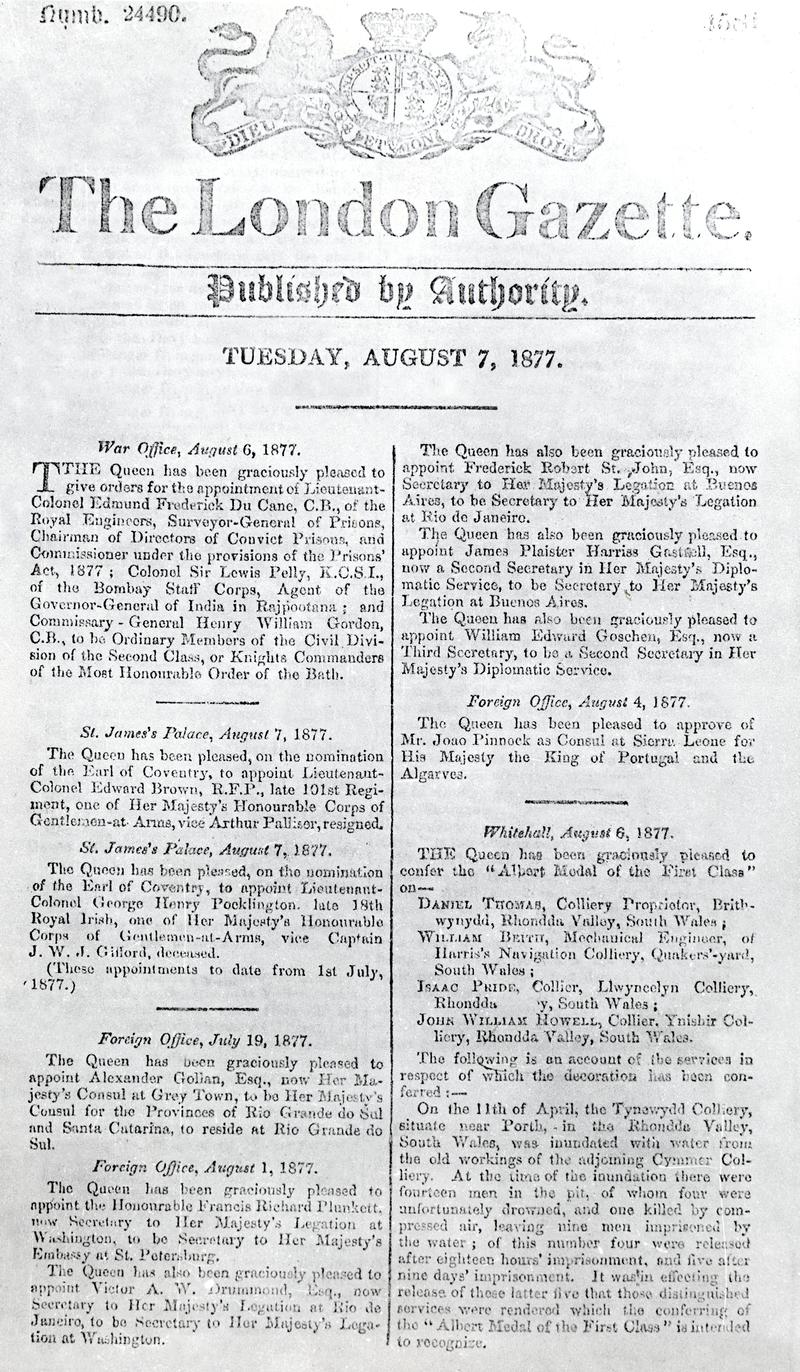 Numb. 24490.
DIEU ET MON DROIT
The London Gazette.
Published by Authority.
TUESDAY, AUGUST 7, 1877.
War Office, August 6, 1877.
TTHE Queen has been graciously pleased to
give orders for the appointment of Lieutenant-
Colonel Edmund Frederick Du Cane, C.B., of the
Royal Engineers, Surveyor-General of Prisons,
Chairman of Directors of Convict Prisons, and
Commissioner under the provisions of the Prisons'
Act, 1877; Colonel Sir Lewis Pelly, K.C.S.I.,
of the Bombay Staff Corps, Agent of the
Governor-General of India in Rajpootana; and
Commissary-General Henry William Gordon,
C.B., to be Ordinary Members of the Civil Divi-
sion of the Second Class, or Knights Commanders
of the Most Honourable Order of the Bath.
St. James's Palace, August 7, 1877.
The Queen has been pleased, on the nomination
of the Earl of Coventry, to appoint Lieutenant-
Colonel Edward Brown, R.F.P., late 101st Regi-
ment, one of Her Majesty's Honourable Corps of
Gentlemen-at-Arms, vice Arthur Palliser, resigned.
St. James's Palace, August 7, 1877.
The Queen has been pleased, on the nomination
of the Earl of Coventry, to appoint Lieutenant-
Colonel George Henry Pocklington, late 18th
Royal Irish, one of Her Majesty's Honourable
Corps of Gentlemen-at-Arms, vice Captain
J. W. J. Gifford, deceased.
(These appointments to date from 1st July,
1877.)
Foreign Office, July 19, 1877.
The Queen has been graciously pleased to
appoint Alexander Gollan, Esq., now Her Ma-
jesty's Consul at Grey Town, to be Her Majesty's
Consul for the Provinces of Rio Grande do Sul
and Santa Catarina, to reside at Rio Grande do
Sul.
Foreign Office, August 1, 1877.
The Queen has been graciously pleased to
appoint the Honourable Francis Richard Plunkett,
now Secretary to Her Majesty's Legation at
Washington, to be Secretary to Her Majesty's
Embassy at St. Petersburg.
The Queen has also been graciously pleased to
appoint Victor A. W. Drummond, Esq., now
Secretary to Her Majesty's Legation at Rio de
Janeiro, to be Secretary to Her Majesty's Lega-
tion at Washington.
The Queen has also been graciously pleased to
appoint Frederick Robert St. John, Esq., now
Secretary to Her Majesty's Legation at Buenos
Aires, to be Secretary to Her Majesty's Legation
at Rio de Janeiro.
The Queen has also been graciously pleased to
appoint James Plaister Harriss Gastrell, Esq.,
now a Second Secretary in Her Majesty's Diplo-
matic Service, to be Secretary to Her Majesty's
Legation at Buenos Aires.
The Queen has also been graciously pleased to
appoint William Edward Goschen, Esq., now a
Third Secretary, to be a Second Secretary in Her
Majesty's Diplomatic Service.
Foreign Office, August 4, 1877.
The Queen has been pleased to approve of
Mr. Joao Pinnock as Consul at Sierra Leone for
His Majesty the King of Portugal and the
Algarves.
Whitehall, August 6, 1877.
THE Queen has been graciously pleased to
confer the "Albert Medal of the First Class"
on—
DANIEL THOMAS, Colliery Proprietor, Brith-
wynydd, Rhondda Valley, South Wales;
WILLIAM BEITH, Mechanical Engineer, of
Harris's Navigation Colliery, Quakers'-yard,
South Wales;
ISAAC PRIDE, Collier, Llwyncelyn Colliery,
Rhondda y, South Wales;
JOHN WILLIAM HOWELL, Collier, Ynishir Col-
liery, Rhondda Valley, South Wales.
The following is an account of the services in
respect of which the decoration has been con-
ferred:—
On the 11th of April, the Tynewydd Colliery,
situate near Porth, in the Rhondda Valley,
South Wales, was inundated with water from
the old workings of the adjoining Cymmer Col-
liery. At the time of the inundation there were
fourteen men in the pit, of whom four were
unfortunately drowned, and one killed by com-
pressed air, leaving nine men imprisoned by
the water; of this number four were released
after eighteen hours' imprisonment, and five after
nine days' imprisonment. It was in effecting the
release of these latter five that those distinguished
services were rendered which the conferring of
the "Albert Medal of the First Class" is intended
to recognize.